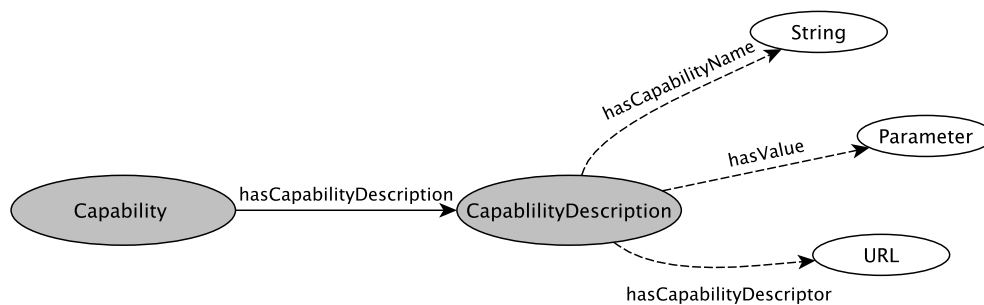 String
hasCapabilityName
Parameter
hasValue
hasCapabilityDescription
Capability
CapablilityDescription
URL
hasCapabilityDescriptor